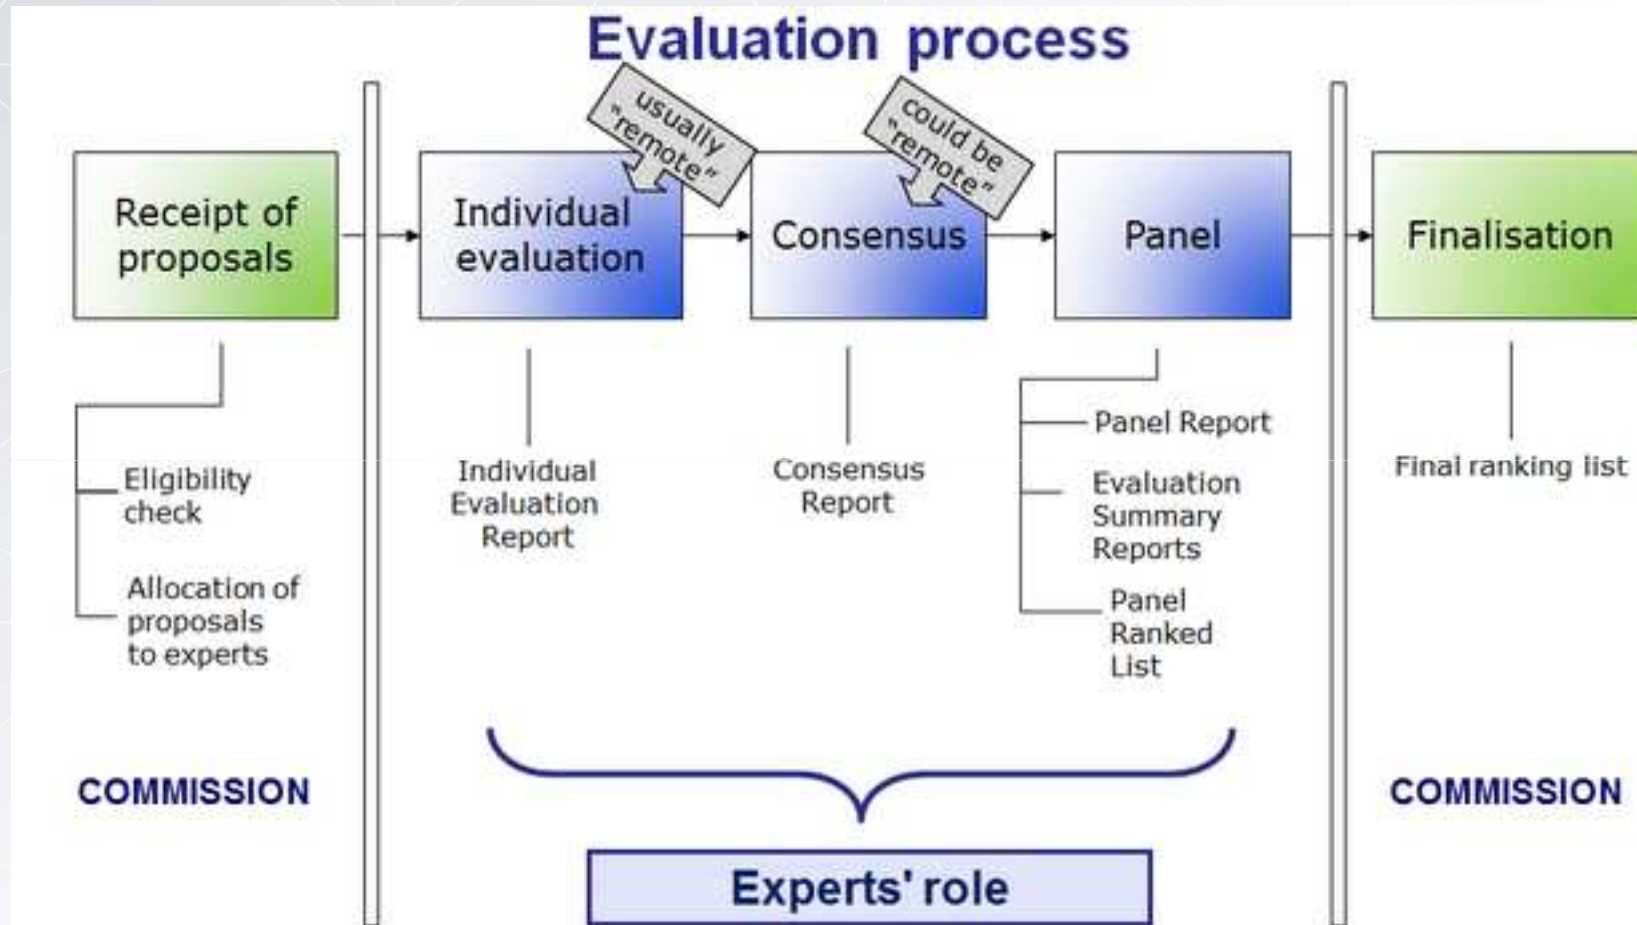 Evaluation process
usually
"remote"
could be
"remote"
Receipt of
proposals
Individual
evaluation
Consensus
Panel
Finalisation
Eligibility
check
Allocation of
proposals
to experts
Individual
Evaluation
Report
Consensus
Report
Panel Report
Evaluation
Summary
Reports
Panel
Ranked
List
Final ranking list
COMMISSION
COMMISSION
Experts' role